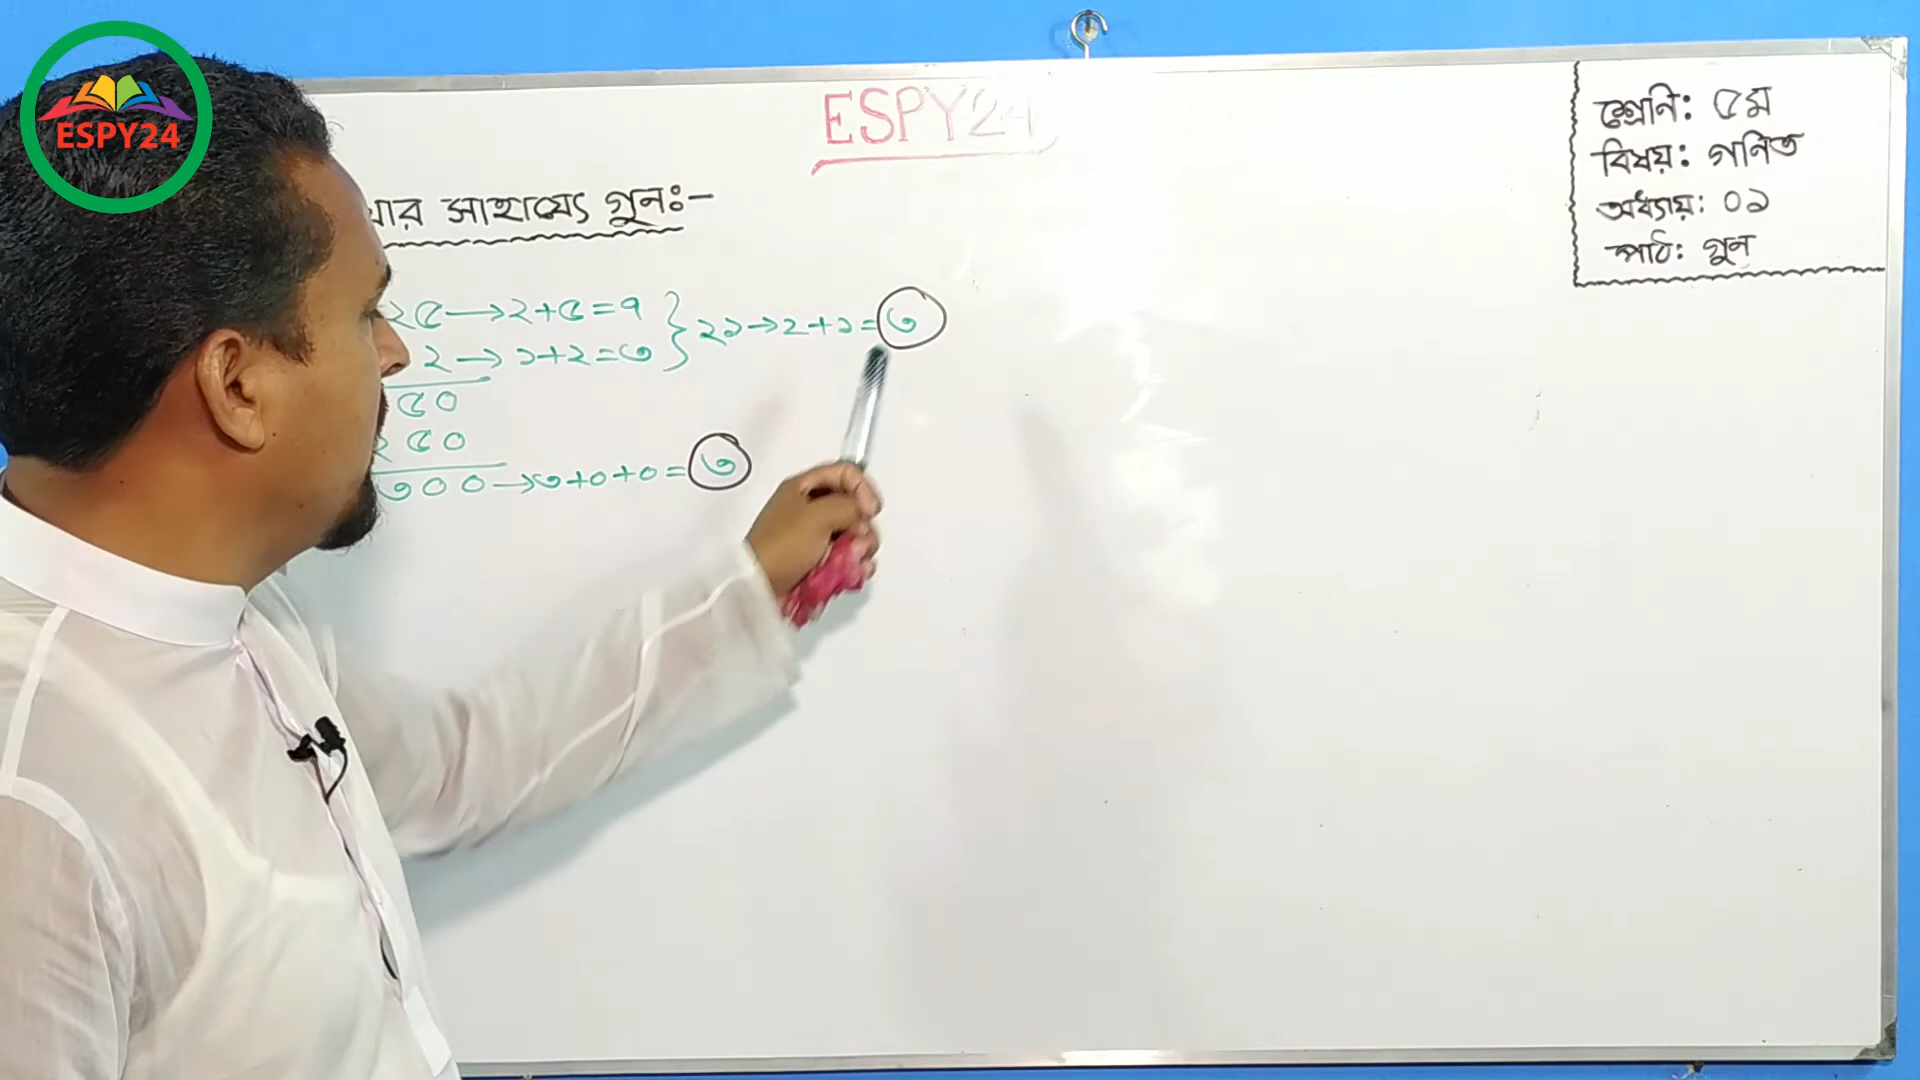 ESPY24
ESPY24
শ্রেনি: ৫ম
বিষয়: গনিত
অধ্যায়: ০১
পাঠ: গুন
সাহায্যে গুনঃ-
২৫ → ২+৫=৭
২ → ১+২=৩
} ২১ → ২+১=৩
৫০
২৫০
৩০০ → ৩+০+০=৩